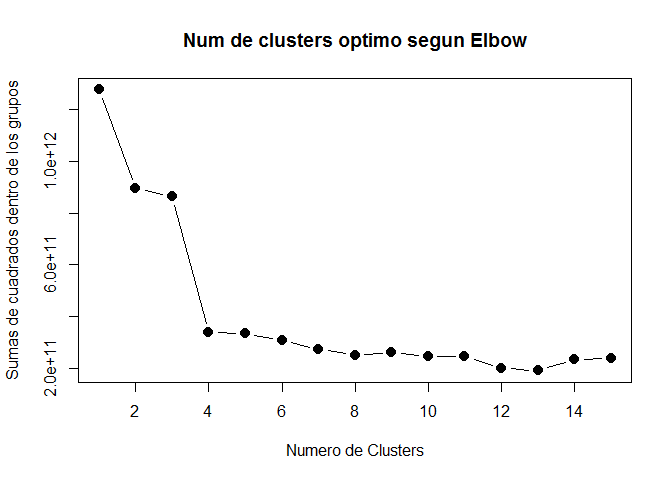 Num de clusters optimo segun Elbow
Sumas de cuadrados dentro de los grupos
1.0e+12
6.0e+11
2.0e+11
2 4 6 8 10 12 14
Numero de Clusters